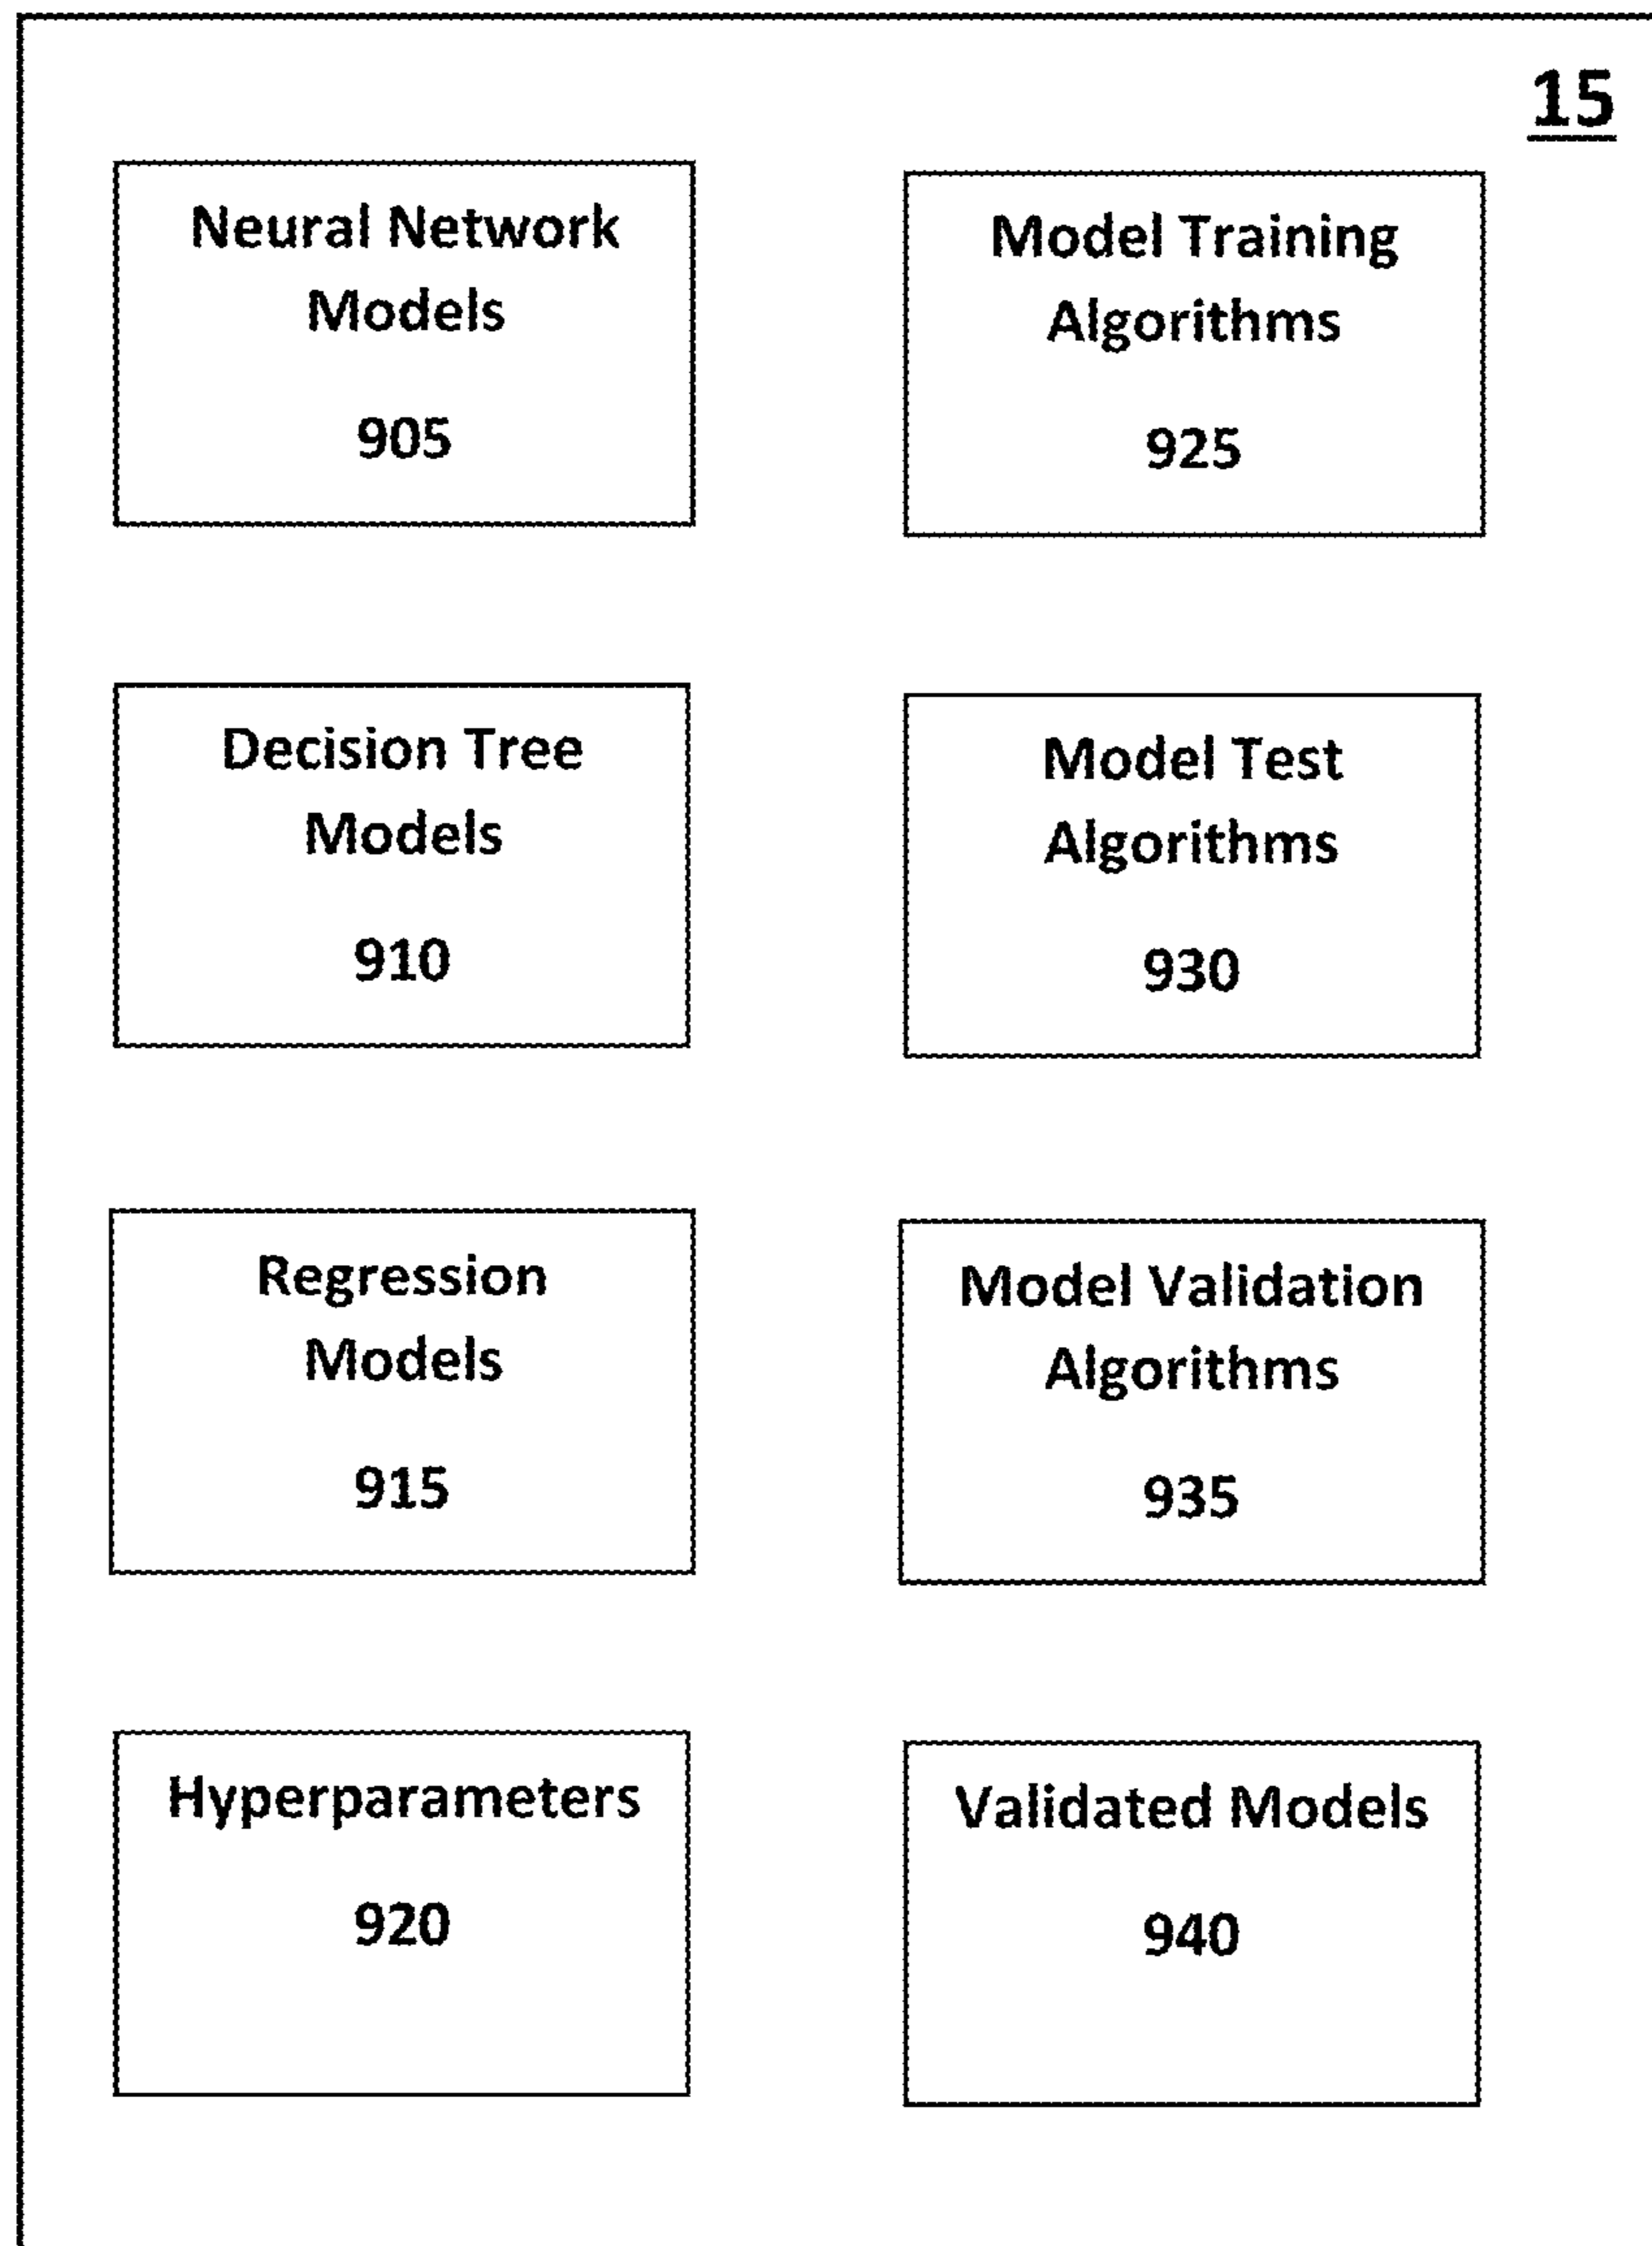 15
Neural Network
Models
905
Model Training
Algorithms
925
Decision Tree
Models
910
Model Test
Algorithms
930
Regression
Models
915
Model Validation
Algorithms
935
Hyperparameters
920
Validated Models
940